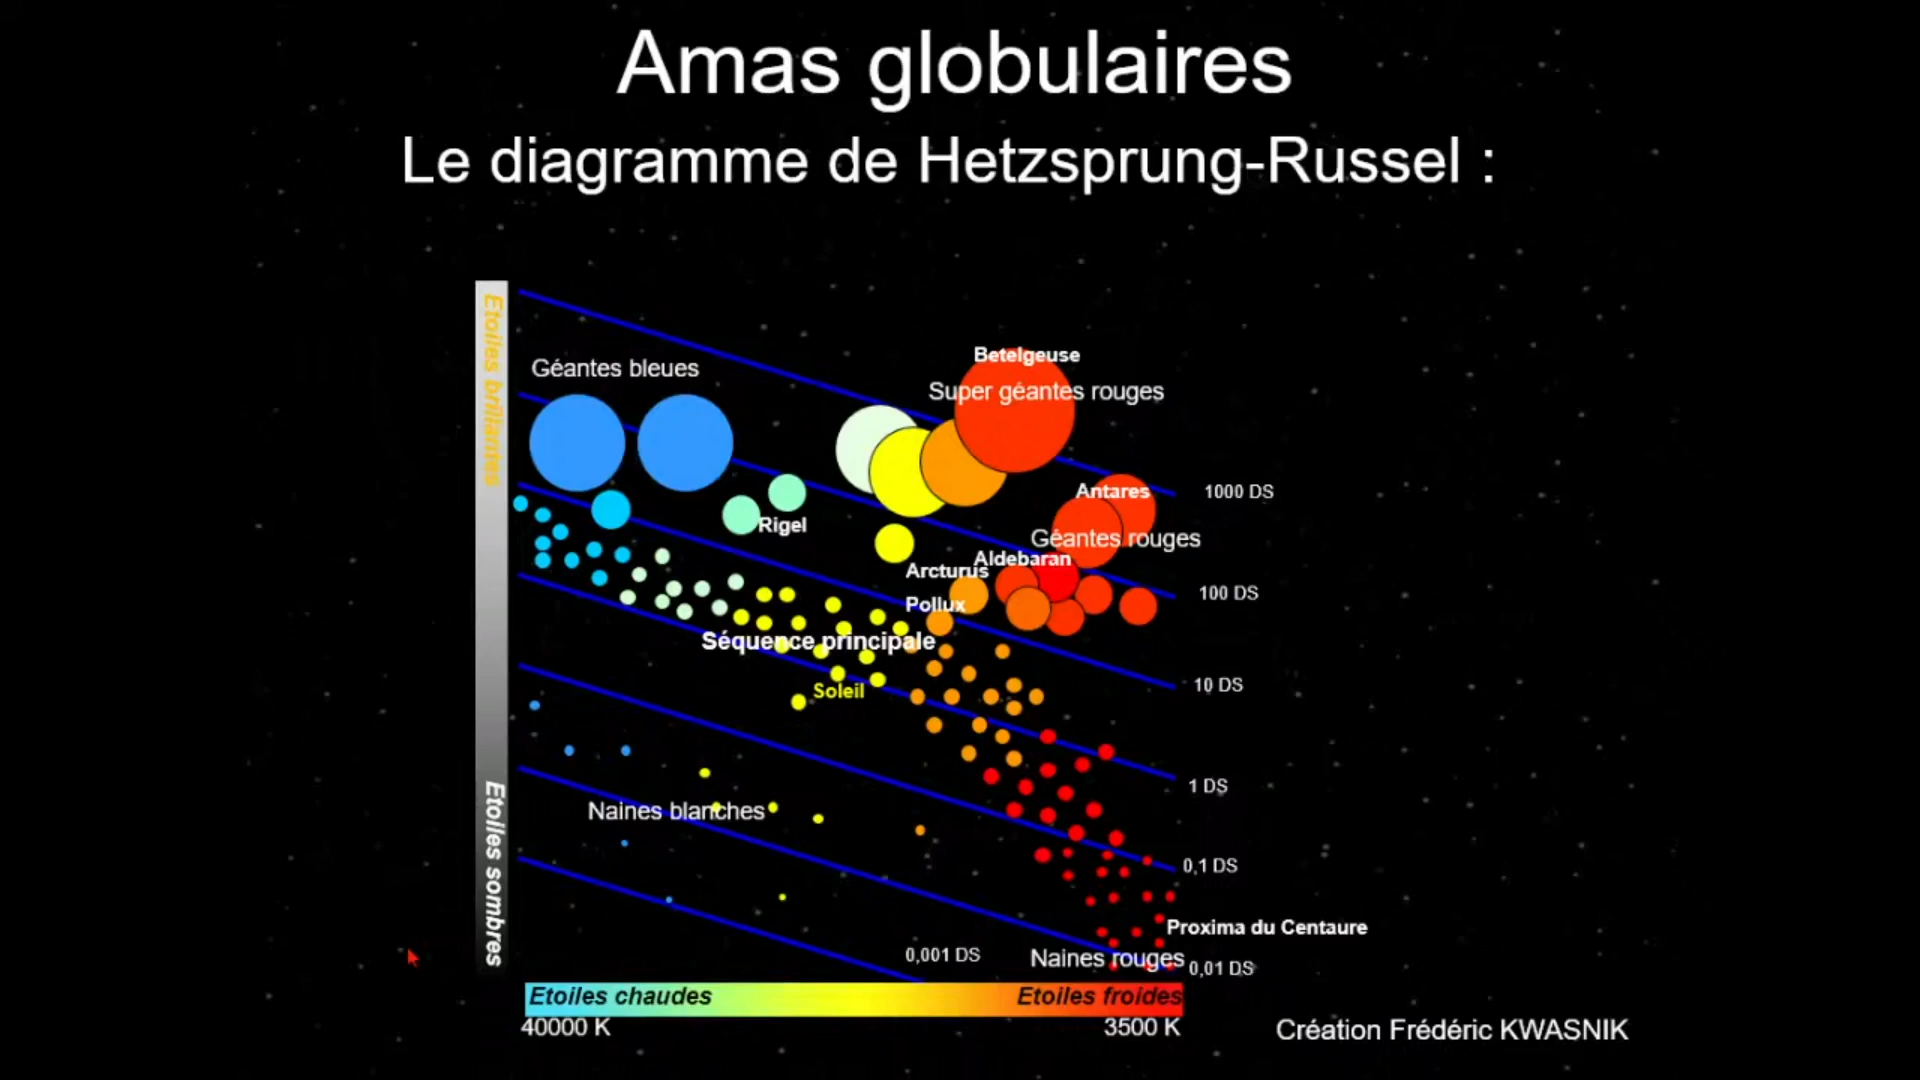 Amas globulaires
Le diagramme de Hetzsprung-Russel :
Etoiles brillantes
Betelgeuse
Géantes bleues
Super géantes rouges
Antares
1000 DS
Rigel
Géantes rouges
Aldebaran
Arcturus
100 DS
Pollux
Séquence principale
10 DS
Soleil
1 DS
Naines blanches
Etoiles sombres
0,1 DS
Proxima du Centaure
0,001 DS
Naines rouges
0,01 DS
Etoiles chaudes
Etoiles froides
40000 K
3500 K
Création Frédéric KWASNIK